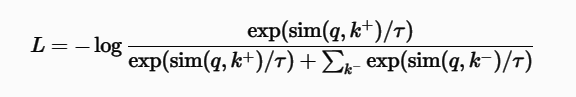 L = − log exp(sim(q, k⁺)/τ) / exp(sim(q, k⁺)/τ) + ∑ₖ₋ exp(sim(q, k⁻)/τ)